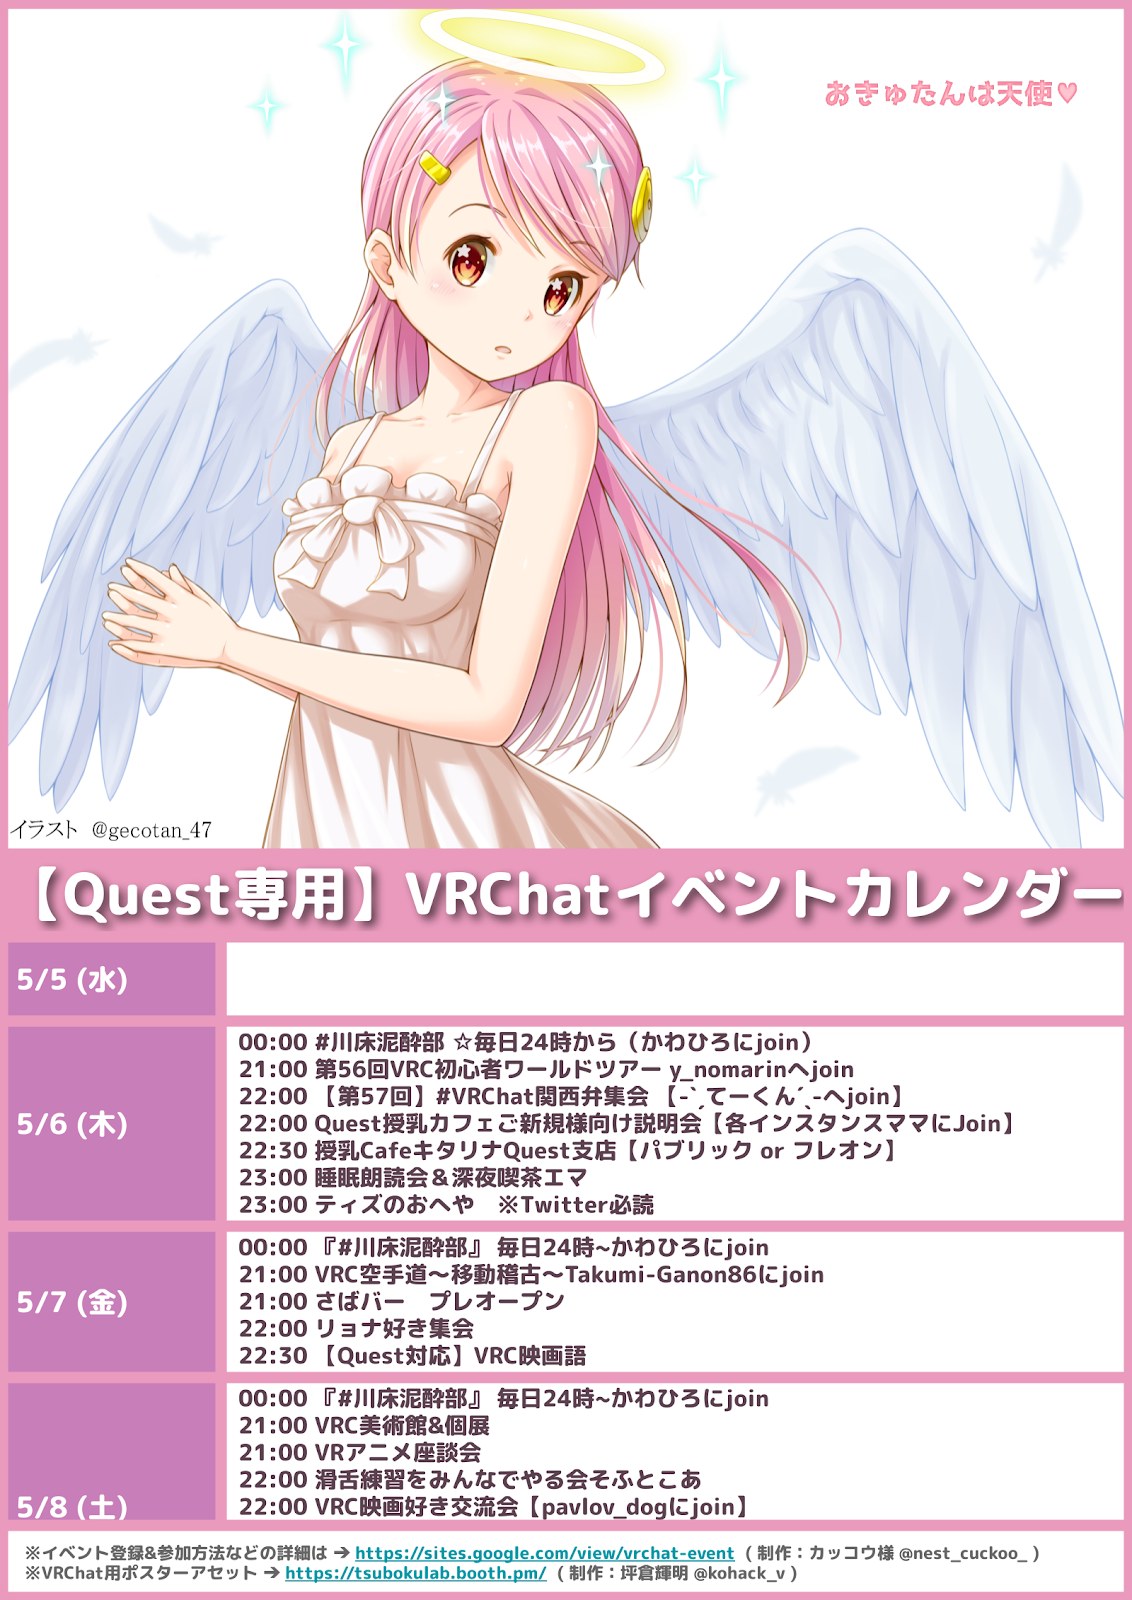 おきゅたんは天使♥
イラスト @gecotan_47
【Quest専用】VRChatイベントカレンダー
5/5 (水)
5/6 (木)
00:00 #川床泥酔部 ☆毎日24時から（かわひろにjoin）
21:00 第56回VRC初心者ワールドツアー y_nomarinへjoin
22:00 【第57回】#VRChat関西弁集会 【-`ˏてーくん´ˎ-へjoin】
22:00 Quest授乳カフェご新規様向け説明会【各インスタンスママにJoin】
22:30 授乳CafeキタリナQuest支店【パブリック or フレオン】
23:00 睡眠朗読会＆深夜喫茶エマ
23:00 ティズのおへや　※Twitter必読
5/7 (金)
00:00 『#川床泥酔部』 毎日24時~かわひろにjoin
21:00 VRC空手道〜移動稽古〜Takumi-Ganon86にjoin
21:00 さばバー　プレオープン
22:00 リョナ好き集会
22:30 【Quest対応】VRC映画語
5/8 (土)
00:00 『#川床泥酔部』 毎日24時~かわひろにjoin
21:00 VRC美術館&個展
21:00 VRアニメ座談会
22:00 滑舌練習をみんなでやる会そふとこあ
22:00 VRC映画好き交流会【pavlov_dogにjoin】
※イベント登録&参加方法などの詳細は → https://sites.google.com/view/vrchat-event ( 制作：カッコウ様 @nest_cuckoo_ )
※VRChat用ポスターアセット → https://tsubokulab.booth.pm/ ( 制作：坪倉輝明 @kohack_v )